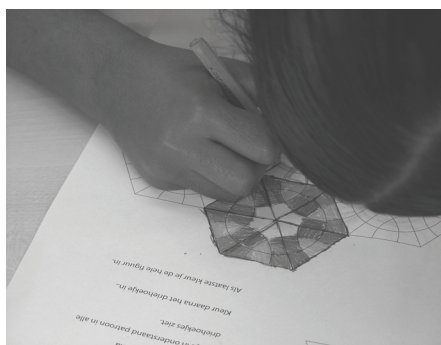 onderstaand patroon in alle
driehoekjes ziet.
Kleur daarna het driehoekje in.
Als laatste kleur je de hele figuur in.